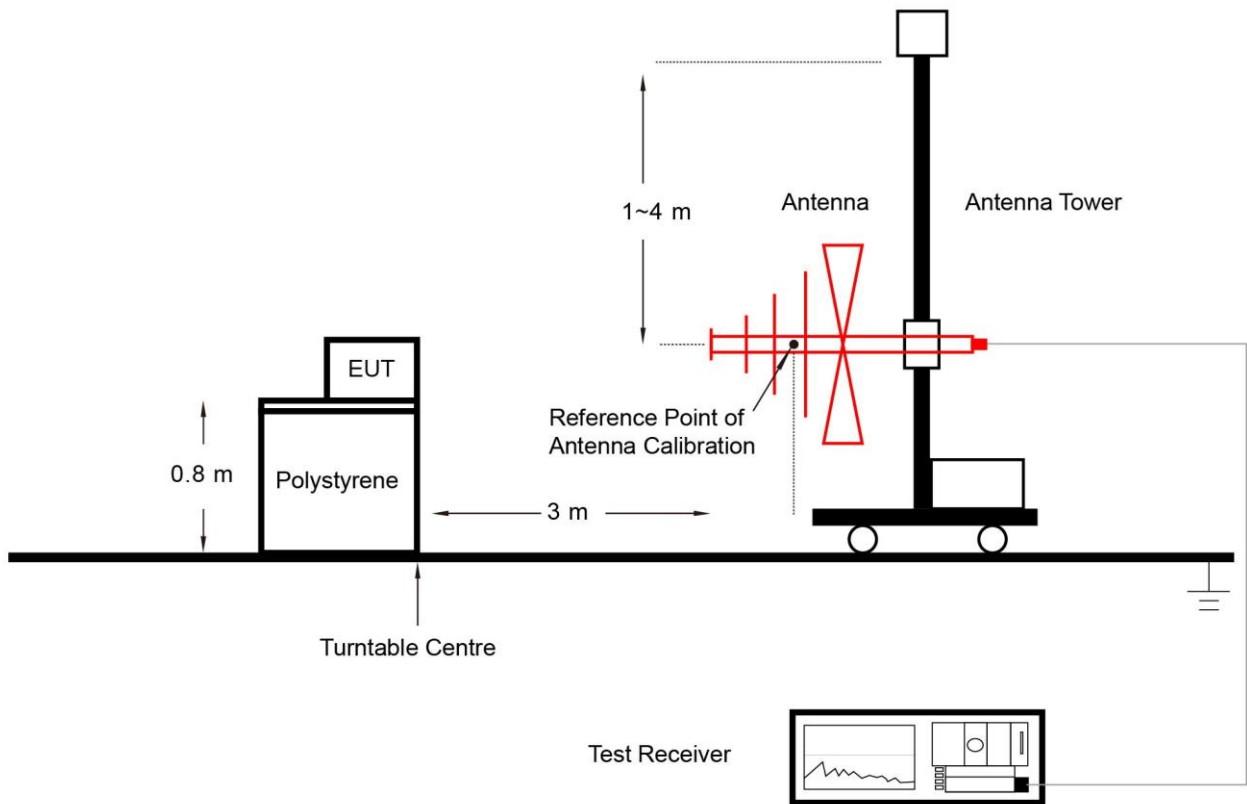 1~4 m
Antenna
Antenna Tower
EUT
Reference Point of
Antenna Calibration
0.8 m
Polystyrene
3 m
Turntable Centre
Test Receiver